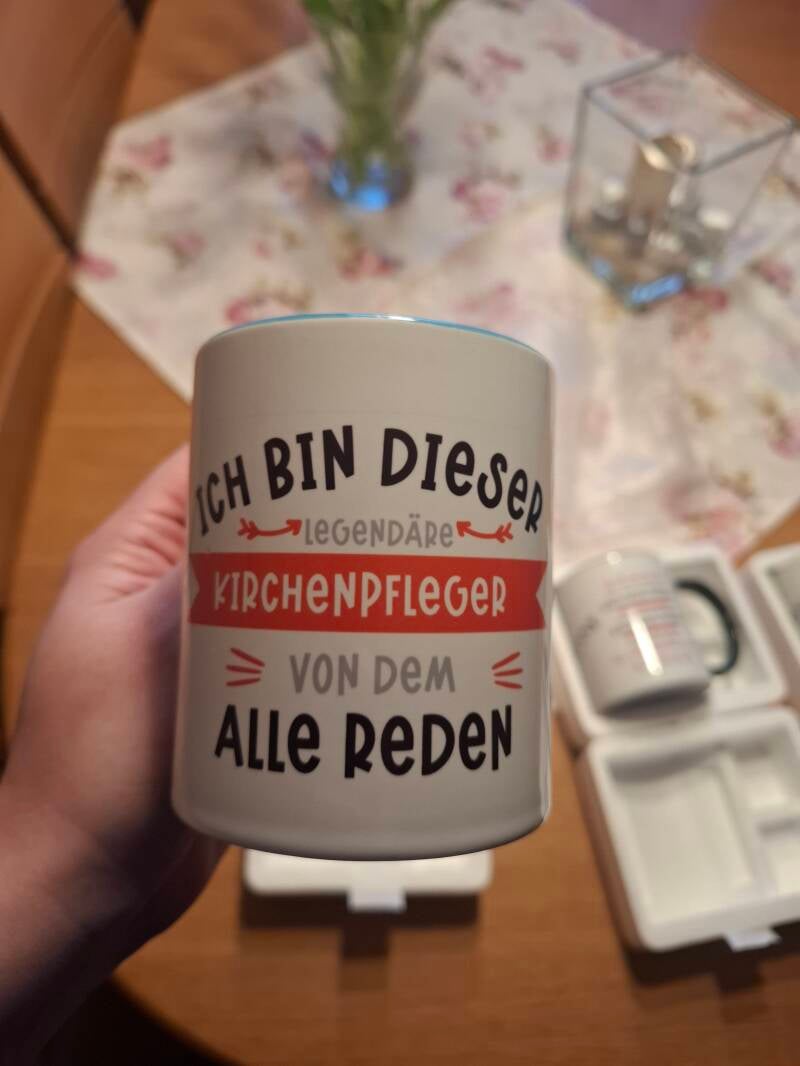 ICH BIN DIESER
LEGENDÄRE
KIRCHENPFLEGER
VON DEM
ALLE REDEN